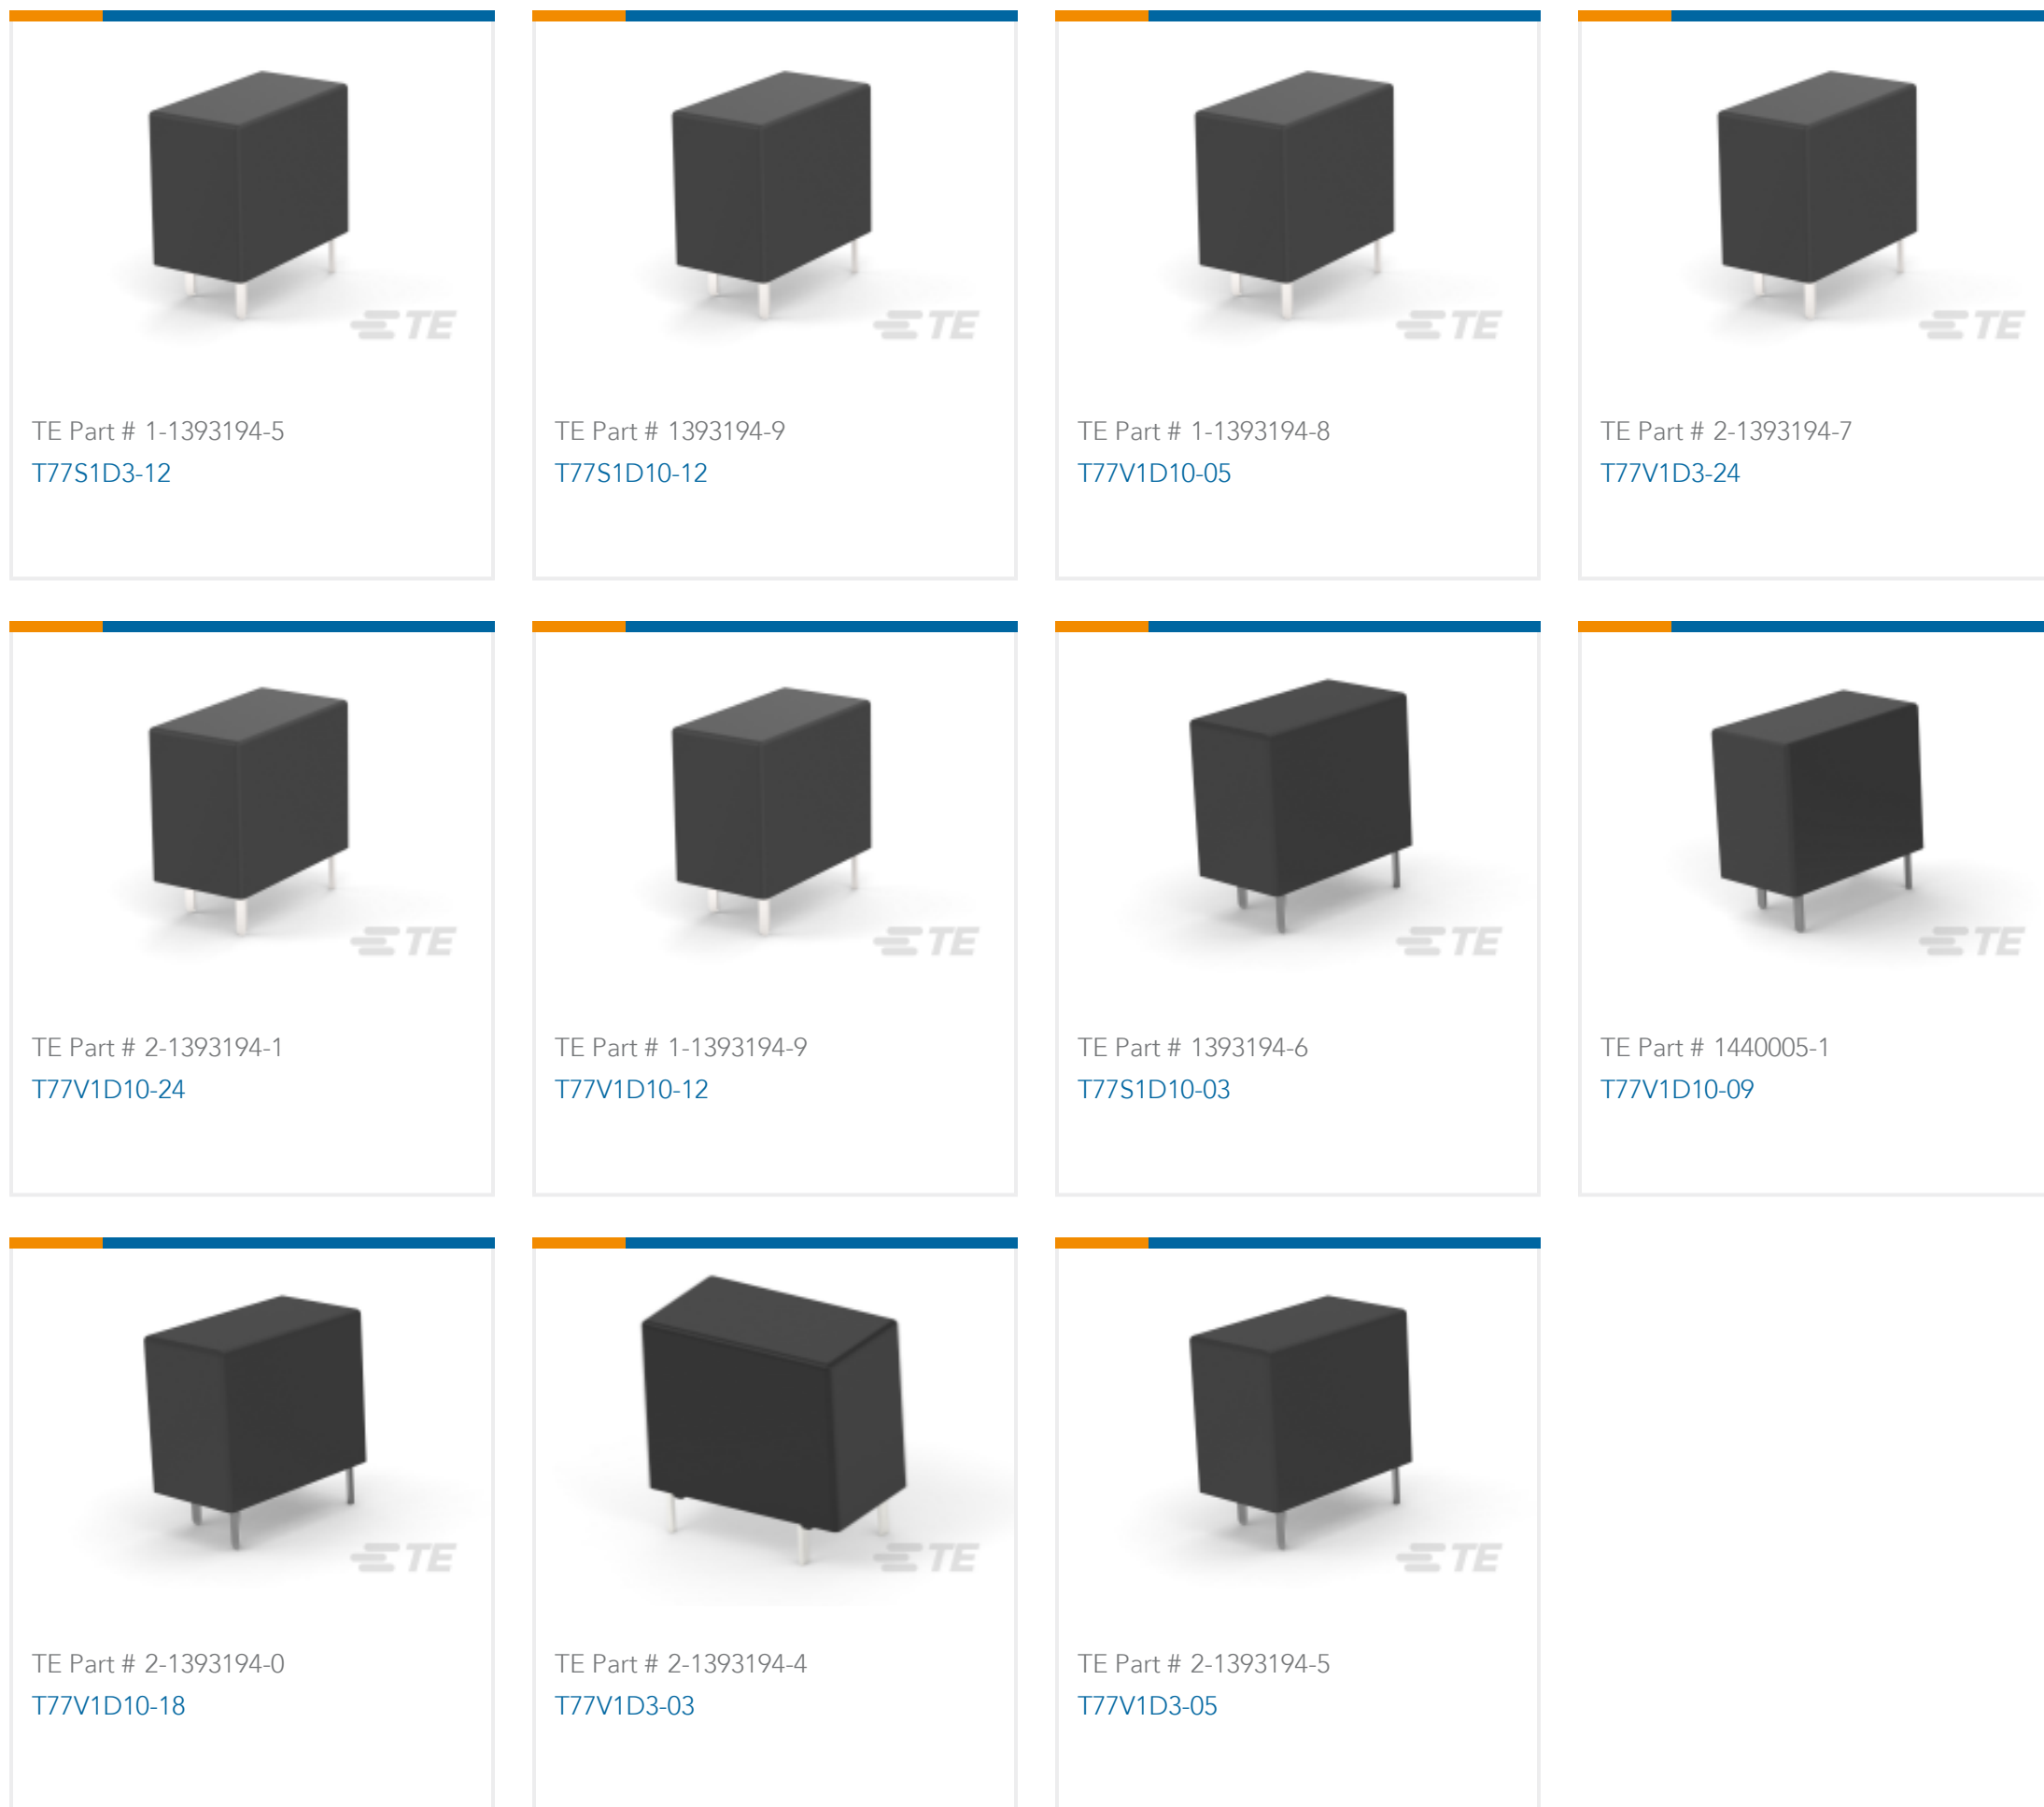 TE
TE
TE
TE
TE Part # 1-1393194-5
T77S1D3-12
TE Part # 1393194-9
T77S1D10-12
TE Part # 1-1393194-8
T77V1D10-05
TE Part # 2-1393194-7
T77V1D3-24
TE
TE
TE
TE
TE Part # 2-1393194-1
T77V1D10-24
TE Part # 1-1393194-9
T77V1D10-12
TE Part # 1393194-6
T77S1D10-03
TE Part # 1440005-1
T77V1D10-09
TE
TE
TE
TE Part # 2-1393194-0
T77V1D10-18
TE Part # 2-1393194-4
T77V1D3-03
TE Part # 2-1393194-5
T77V1D3-05